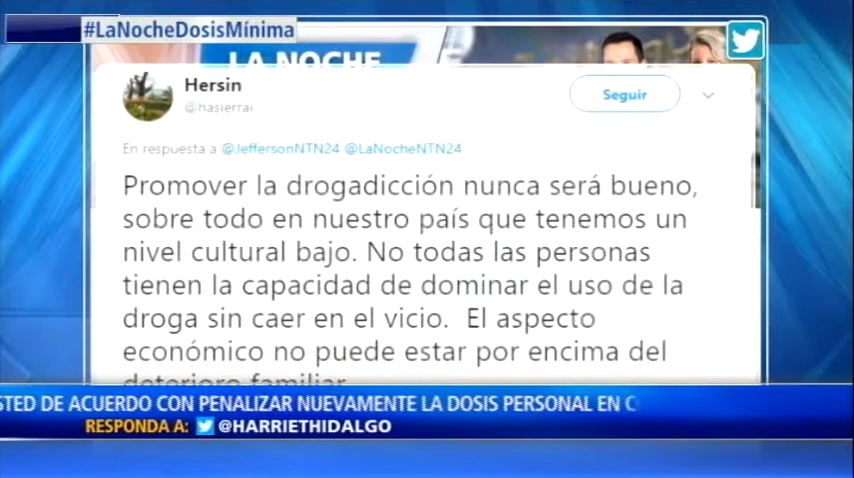 #LaNocheDosisMínima
LA NOCHE
Hersin
@hasierrai
Seguir
En respuesta a @JeffersonNTN24 @LaNocheNTN24
Promover la drogadicción nunca será bueno,
sobre todo en nuestro país que tenemos un
nivel cultural bajo. No todas las personas
tienen la capacidad de dominar el uso de la
droga sin caer en el vicio. El aspecto
económico no puede estar por encima del
deterioro familiar
STED DE ACUERDO CON PENALIZAR NUEVAMENTE LA DOSIS PERSONAL EN
RESPONDA A: @HARRIETHIDALGO